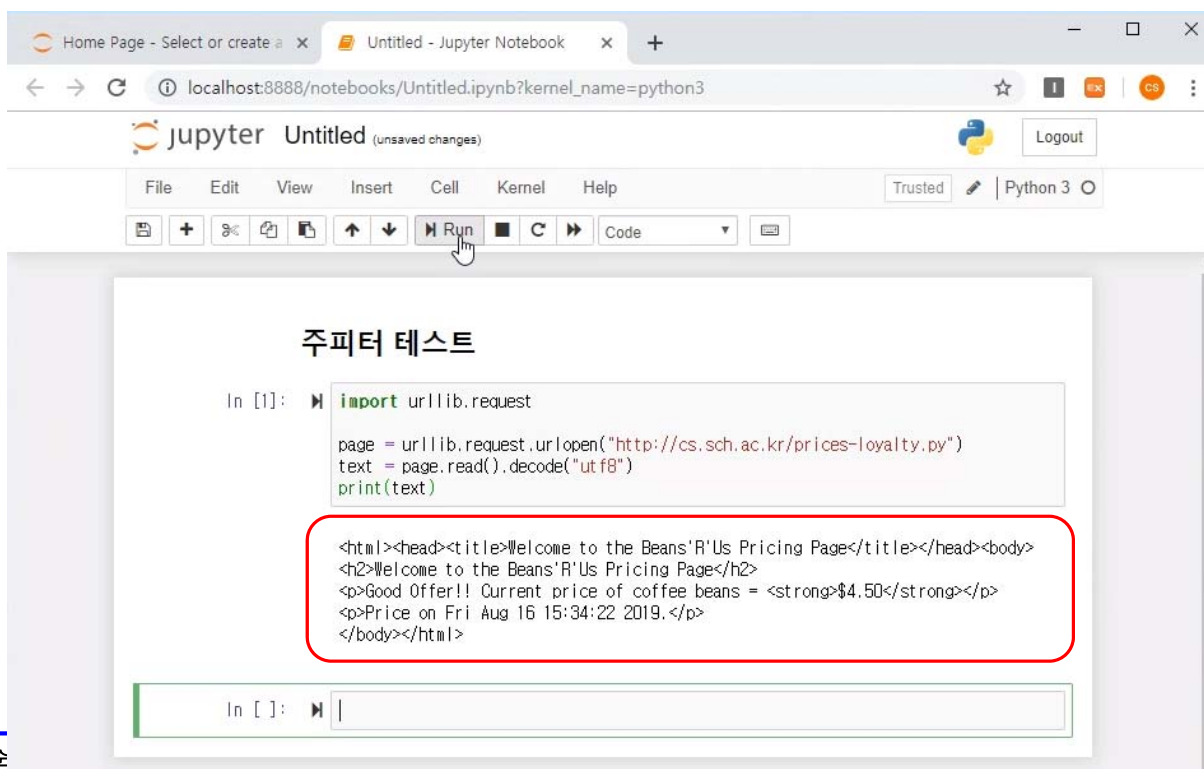 Home Page - Select or create a
Untitled - Jupyter Notebook
localhost:8888/notebooks/Untitled.ipynb?kernel_name=python3
I
EX
CS
jupyter Untitled (unsaved changes)
Logout
File Edit View Insert Cell Kernel Help
Trusted
Python 3
Run
Code
주피터 테스트
In [1]:
import urllib.request
page = urllib.request.urlopen("http://cs.sch.ac.kr/prices-loyalty.py")
text = page.read().decode("utf8")
print(text)
<html><head><title>Welcome to the Beans'R'Us Pricing Page</title></head><body>
<h2>Welcome to the Beans'R'Us Pricing Page</h2>
<p>Good Offer!! Current price of coffee beans = <strong>$4.50</strong></p>
<p>Price on Fri Aug 16 15:34:22 2019.</p>
</body></html>
In [ ]: